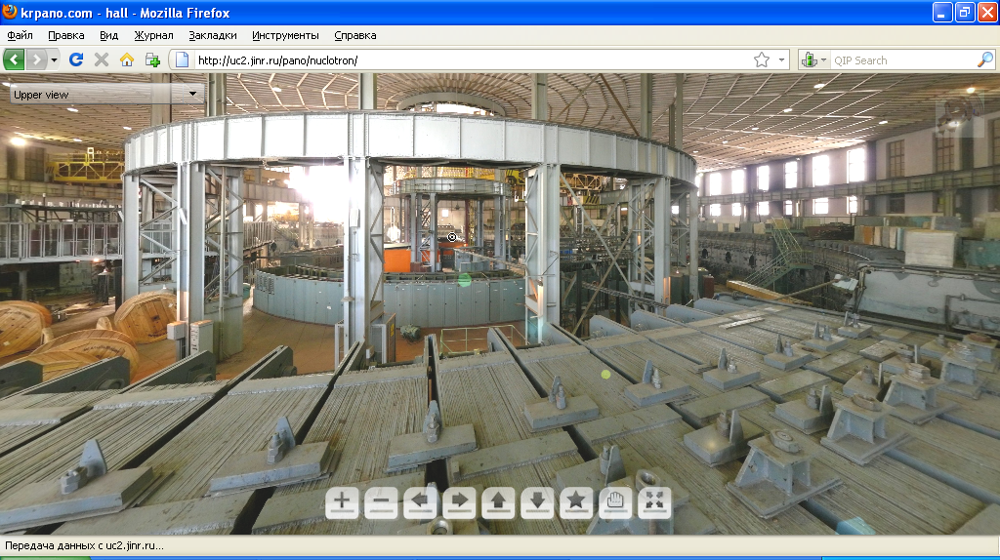 krpano.com - hall - Mozilla Firefox
Файл Правка Вид Журнал Закладки Инструменты Справка
http://uc2.jinr.ru/pano/nuclotron/ QIP Search
Upper view
Передача данных с uc2.jinr.ru...